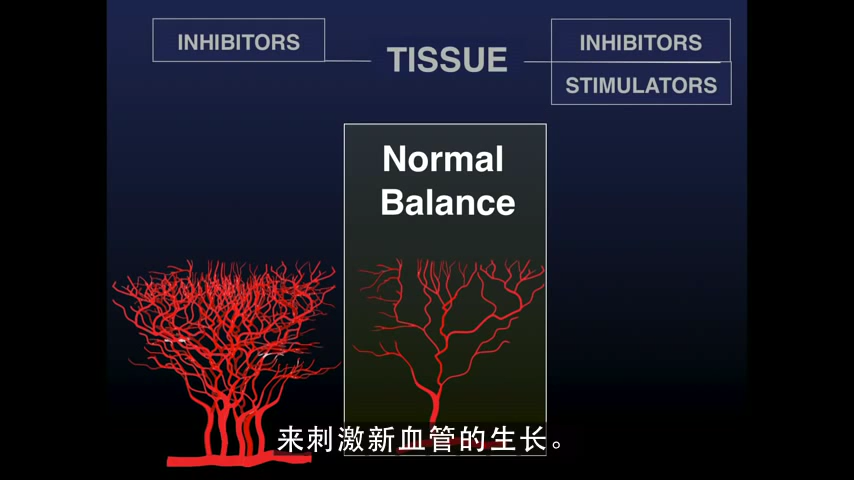 INHIBITORS
TISSUE
INHIBITORS
STIMULATORS
Normal
Balance
来刺激新血管的生长。